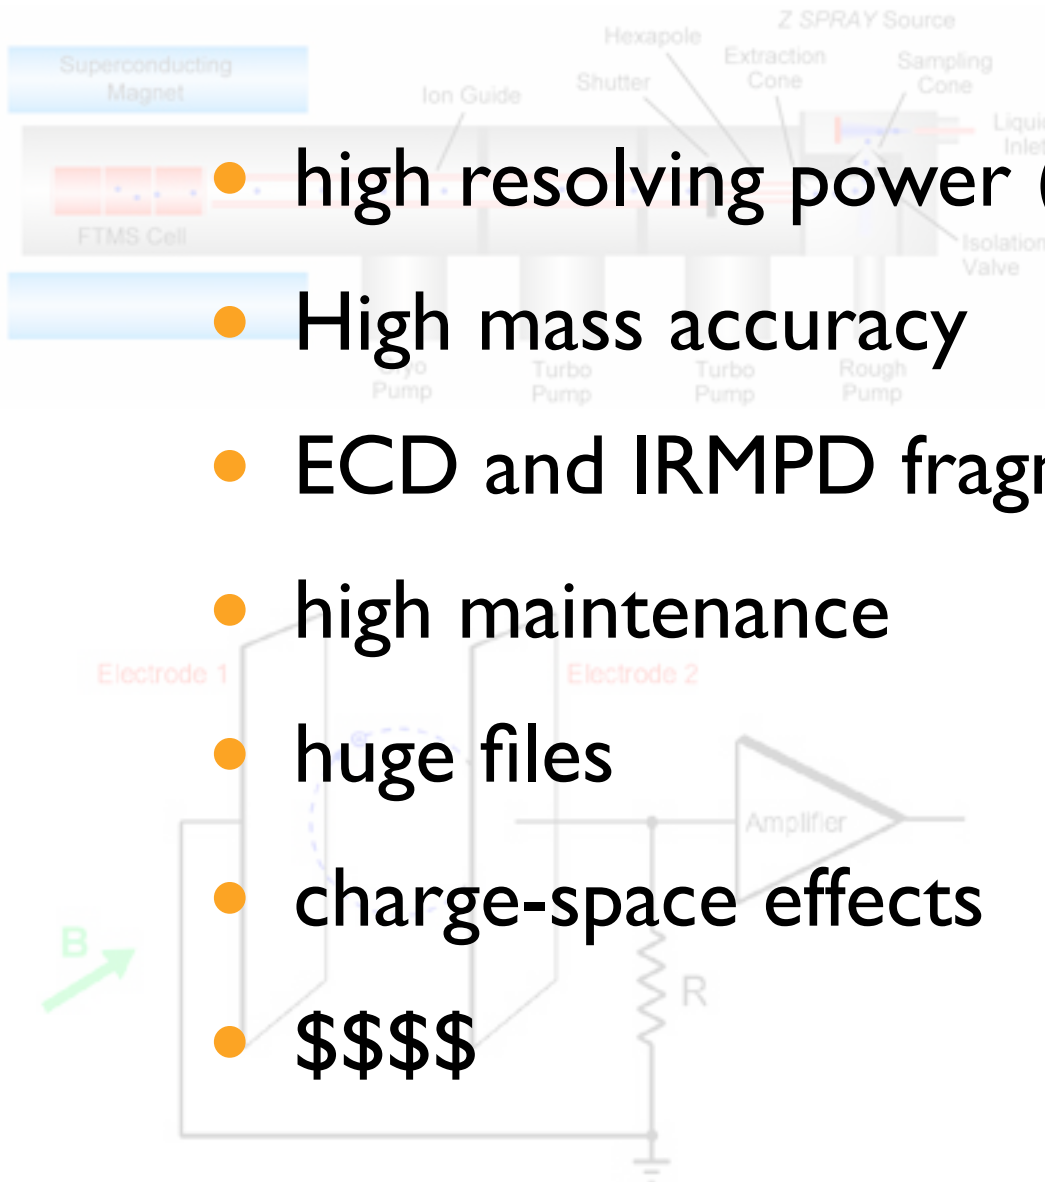 Z SPRAY Source
Hexapole
Extraction
Cone
Sampling
Cone
Superconducting
Magnet
Ion Guide
Shutter
Inlet
• high resolving power (
FTMS Cell
Isolation
Valve
• High mass accuracy
Pump
Turbo
Pump
Turbo
Pump
Rough
Pump
• ECD and IRMPD
• high maintenance
Electrode 1
Electrode 2
• huge files
Amplifier
• charge-space effects
B
R
• $$$$